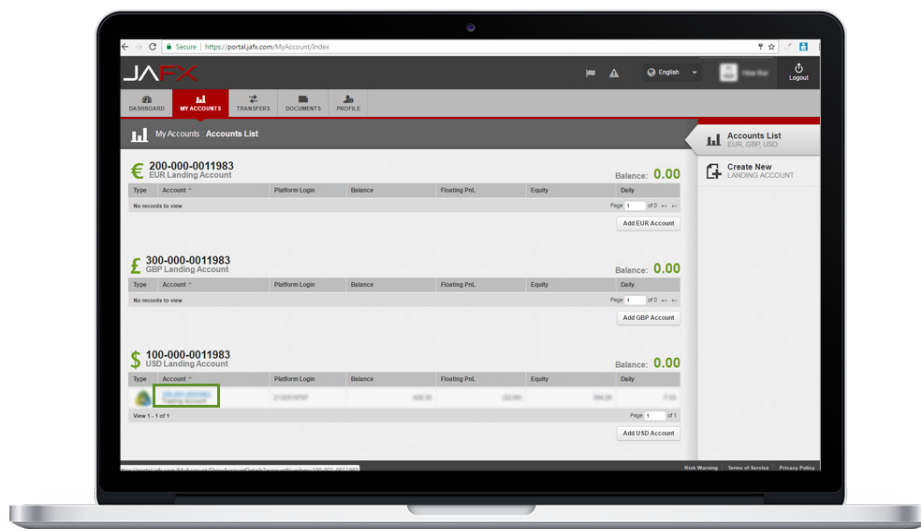 Secure | https://portal.jafx.com/MyAccount/Index
JAFX
English
Logout
DASHBOARD MY ACCOUNTS TRANSFERS DOCUMENTS PROFILE
My Accounts : Accounts List
Accounts List
EUR, GBP, USD
Create New
LANDING ACCOUNT
€ 200-000-0011983
EUR Landing Account
Balance: 0.00
Type Account Platform Login Balance Floating PnL Equity Daily
No records to view Page 1 of 0
Add EUR Account
£ 300-000-0011983
GBP Landing Account
Balance: 0.00
Type Account Platform Login Balance Floating PnL Equity Daily
No records to view Page 1 of 0
Add GBP Account
$ 100-000-0011983
USD Landing Account
Balance: 0.00
Type Account Platform Login Balance Floating PnL Equity Daily
Trading Account
View 1 - 1 of 1 Page 1 of 1
Add USD Account
Risk Warning | Terms of Service | Privacy Policy